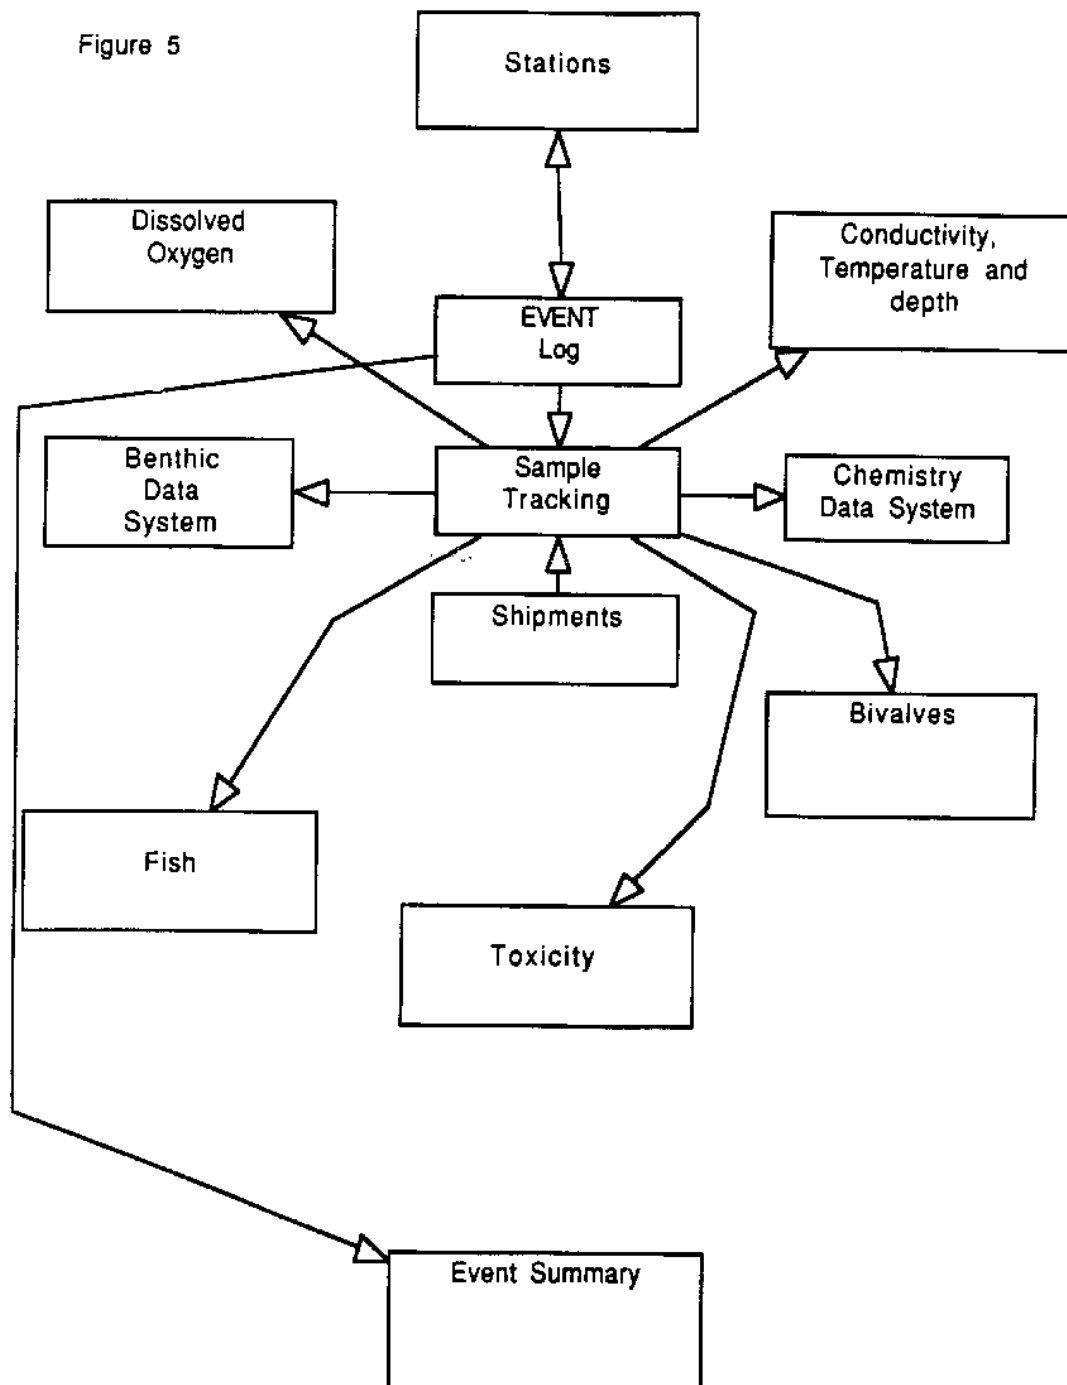 Figure 5
Stations
Dissolved
Oxygen
Conductivity,
Temperature and
depth
EVENT
Log
Benthic
Data
System
Sample
Tracking
Chemistry
Data System
Shipments
Bivalves
Fish
Toxicity
Event Summary